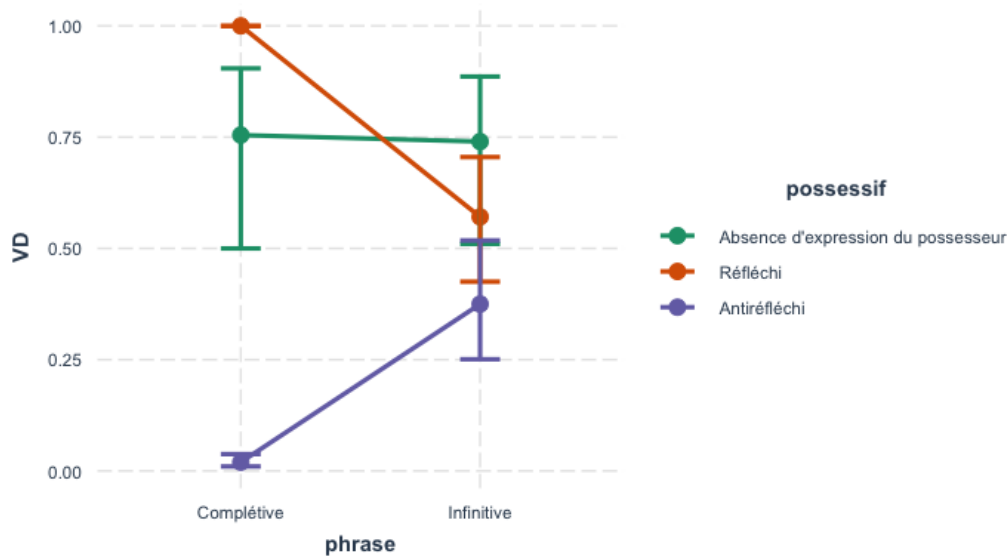 1.00
0.75
0.50
0.25
0.00
VD
Complétive
Infinitive
phrase
possessif
Absence d'expression du possesseur
Réfléchi
Antiréfléchi